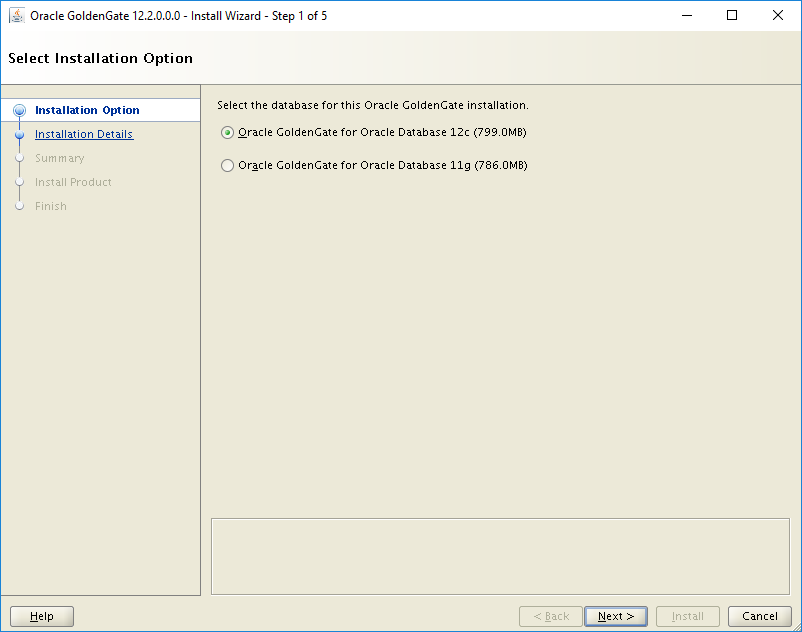 Oracle GoldenGate 12.2.0.0.0 - Install Wizard - Step 1 of 5
Select Installation Option
Installation Option
Installation Details
Summary
Install Product
Finish
Select the database for this Oracle GoldenGate installation.
Oracle GoldenGate for Oracle Database 12c (799.0MB)
Oracle GoldenGate for Oracle Database 11g (786.0MB)
Help
< Back
Next >
Install
Cancel